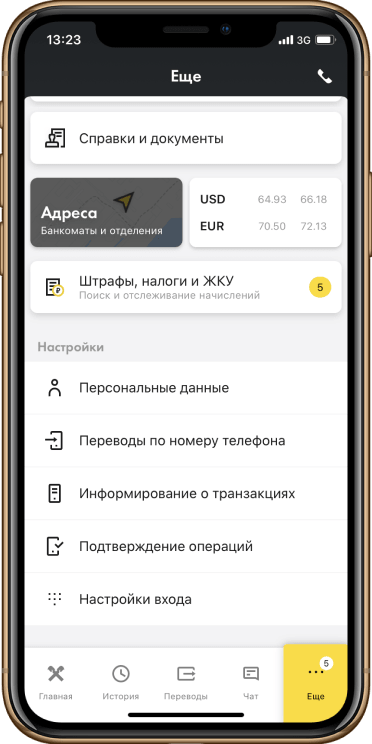 13:23
3G
Еще
Справки и документы
Адреса
Банкоматы и отделения
USD 64.93 66.18
EUR 70.50 72.13
Штрафы, налоги и ЖКУ
Поиск и отслеживание начислений
5
Настройки
Персональные данные
Переводы по номеру телефона
Информирование о транзакциях
Подтверждение операций
Настройки входа
5
Главная История Переводы Чат Еще